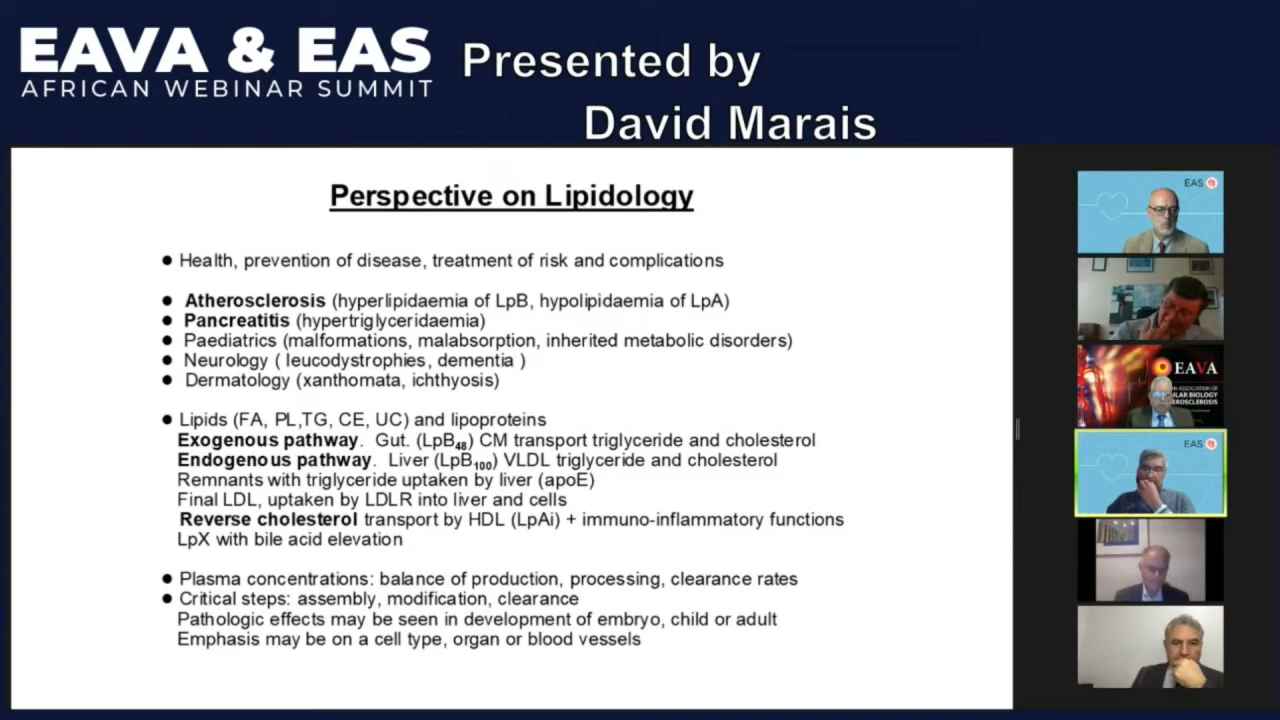 EAVA & EAS
AFRICAN WEBINAR SUMMIT
Presented by
David Marais
Perspective on Lipidology
● Health, prevention of disease, treatment of risk and complications
● Atherosclerosis (hyperlipidaemia of LpB, hypolipidaemia of LpA)
● Pancreatitis (hypertriglyceridaemia)
● Paediatrics (malformations, malabsorption, inherited metabolic disorders)
● Neurology ( leucodystrophies, dementia )
● Dermatology (xanthomata, ichthyosis)
● Lipids (FA, PL,TG, CE, UC) and lipoproteins
Exogenous pathway. Gut. (LpB48) CM transport triglyceride and cholesterol
Endogenous pathway. Liver (LpB100) VLDL triglyceride and cholesterol
Remnants with triglyceride uptaken by liver (apoE)
Final LDL, uptaken by LDLR into liver and cells
Reverse cholesterol transport by HDL (LpAi) + immuno-inflammatory functions
LpX with bile acid elevation
● Plasma concentrations: balance of production, processing, clearance rates
● Critical steps: assembly, modification, clearance
Pathologic effects may be seen in development of embryo, child or adult
Emphasis may be on a cell type, organ or blood vessels
EAS
EAVA
N ASSOCIATION OF
LAR BIOLOGY
EROSCLEROSIS
EAS